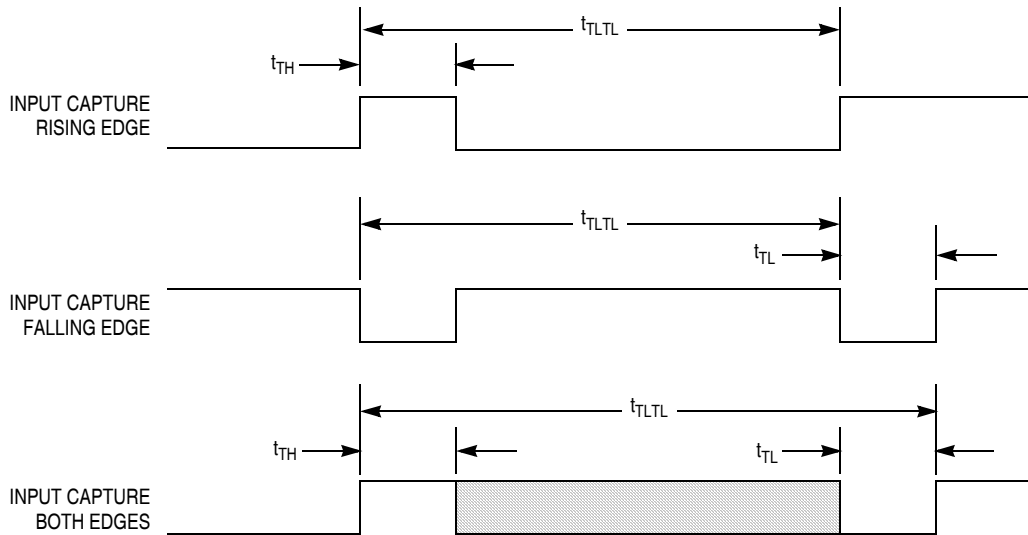 tTLTL
tTH
INPUT CAPTURE
RISING EDGE
tTLTL
tTL
INPUT CAPTURE
FALLING EDGE
tTLTL
tTH
tTL
INPUT CAPTURE
BOTH EDGES